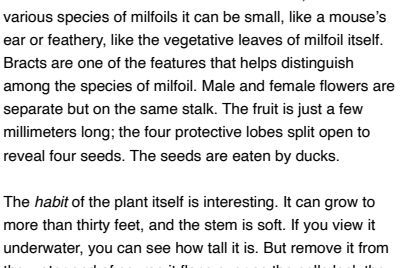 various species of milfoils it can be small, like a mouse's
ear or feathery, like the vegetative leaves of milfoil itself.
Bracts are one of the features that helps distinguish
among the species of milfoil. Male and female flowers are
separate but on the same stalk. The fruit is just a few
millimeters long; the four protective lobes split open to
reveal four seeds. The seeds are eaten by ducks.
The habit of the plant itself is interesting. It can grow to
more than thirty feet, and the stem is soft. If you view it
underwater, you can see how tall it is. But remove it from